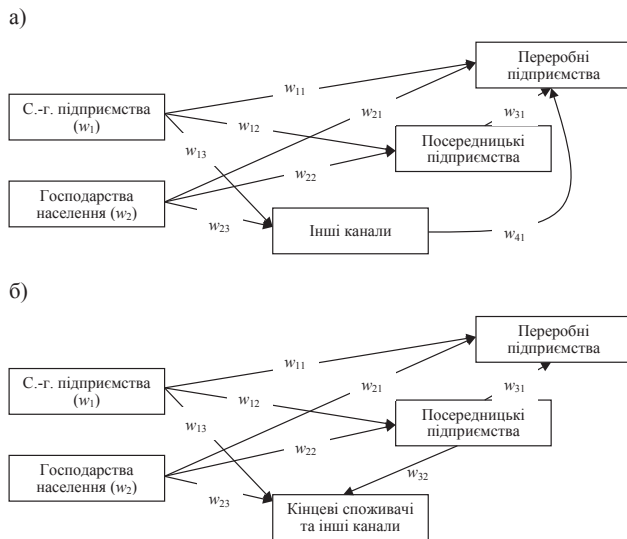 а)
Переробні
підприємства
w11
С.-г. підприємства
(w1)
w21
w31
w12
Посередницькі
підприємства
w13
w22
Господарства
населення (w2)
w23
Інші канали
w41
б)
Переробні
підприємства
w11
С.-г. підприємства
(w1)
w21
w31
w12
Посередницькі
підприємства
w13
w22
Господарства
населення (w2)
w32
w23
Кінцеві споживачі
та інші канали